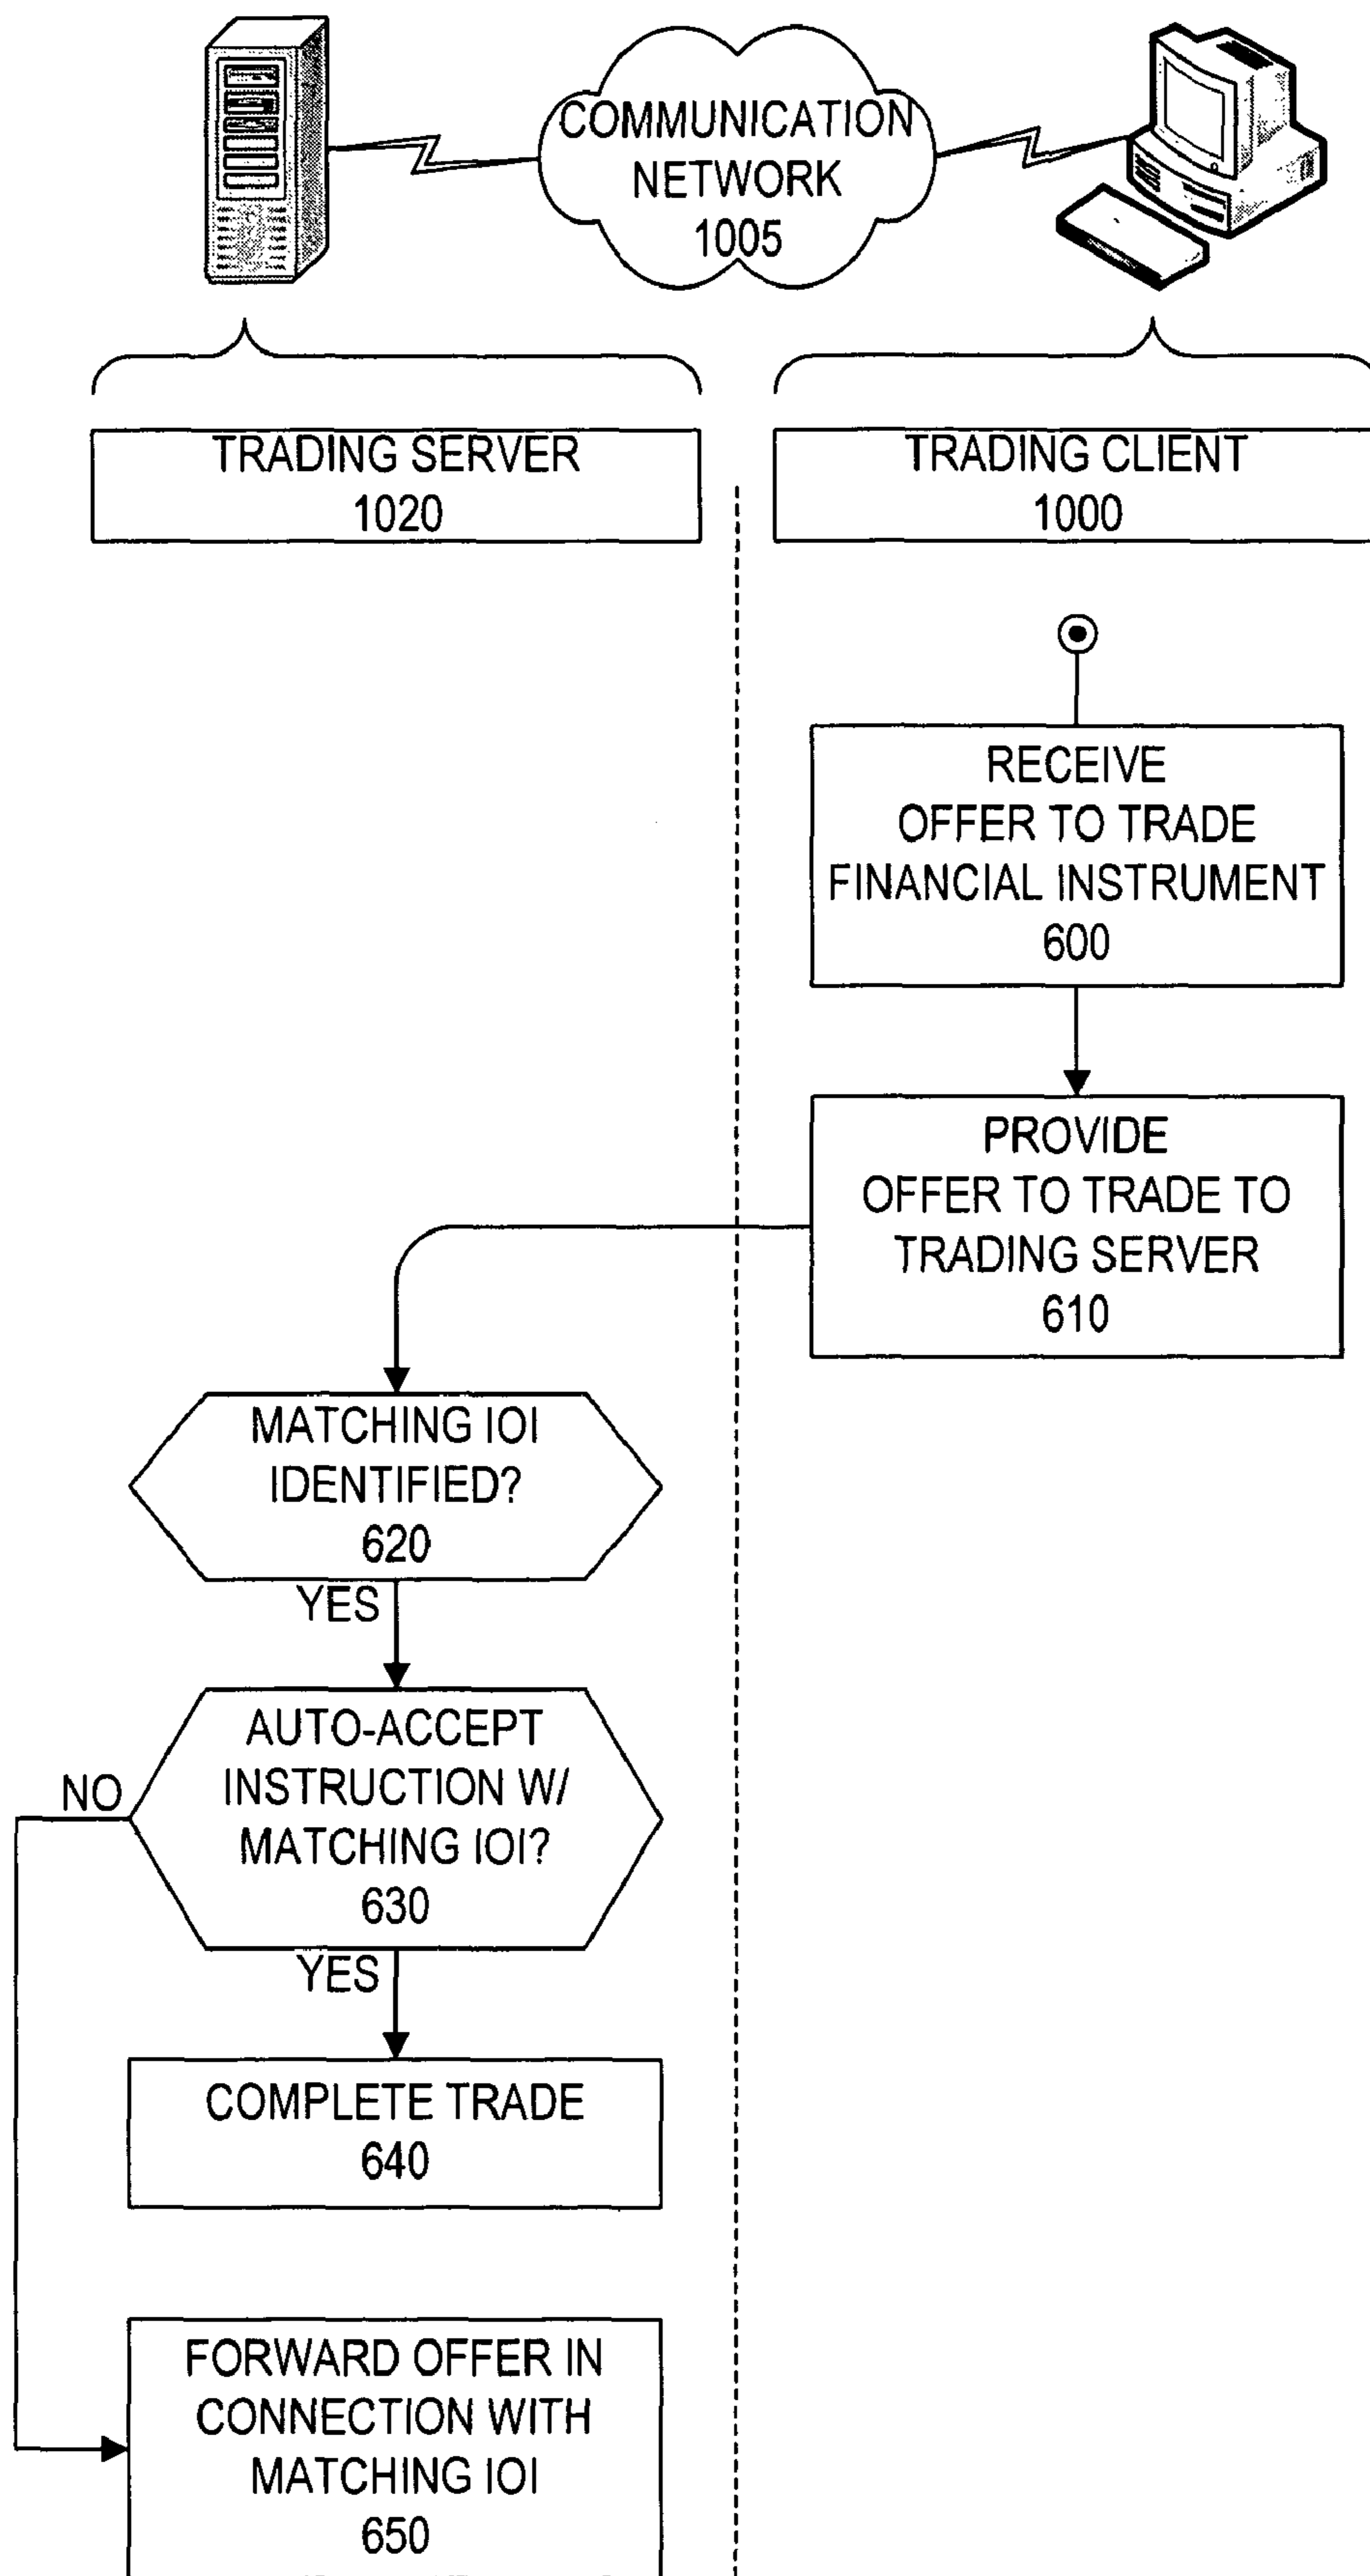 COMMUNICATION
NETWORK
1005
TRADING SERVER
1020
TRADING CLIENT
1000
RECEIVE
OFFER TO TRADE
FINANCIAL INSTRUMENT
600
PROVIDE
OFFER TO TRADE TO
TRADING SERVER
610
MATCHING IOI
IDENTIFIED?
620
YES
AUTO-ACCEPT
INSTRUCTION W/
MATCHING IOI?
630
NO
YES
COMPLETE TRADE
640
FORWARD OFFER IN
CONNECTION WITH
MATCHING IOI
650